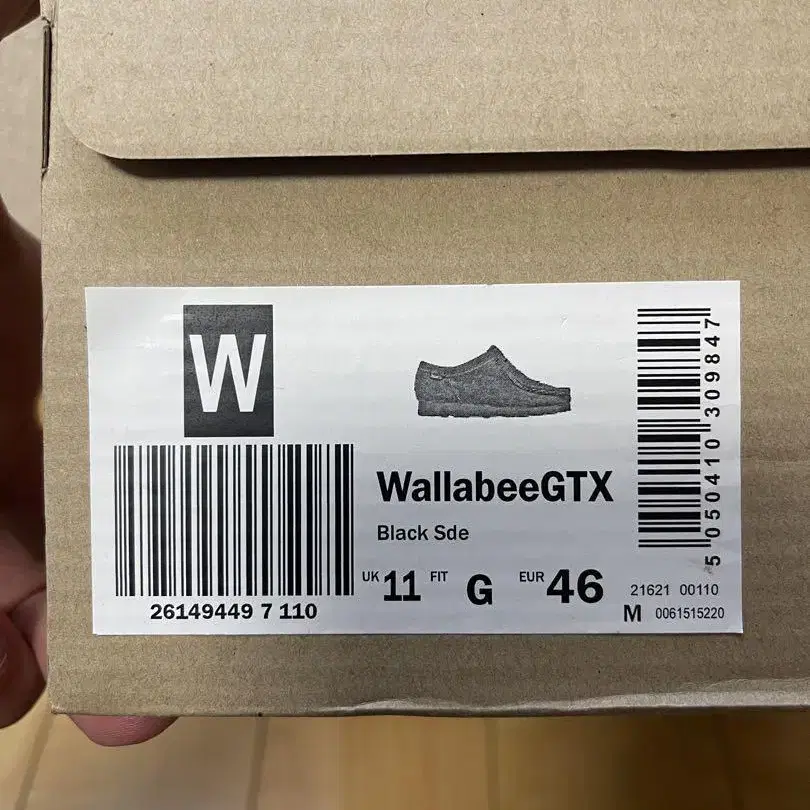 W
26149449 7 110
WallabeeGTX
Black Sde
UK 11 FIT G EUR 46
5 050410 309847
21621 00110
M 0061515220